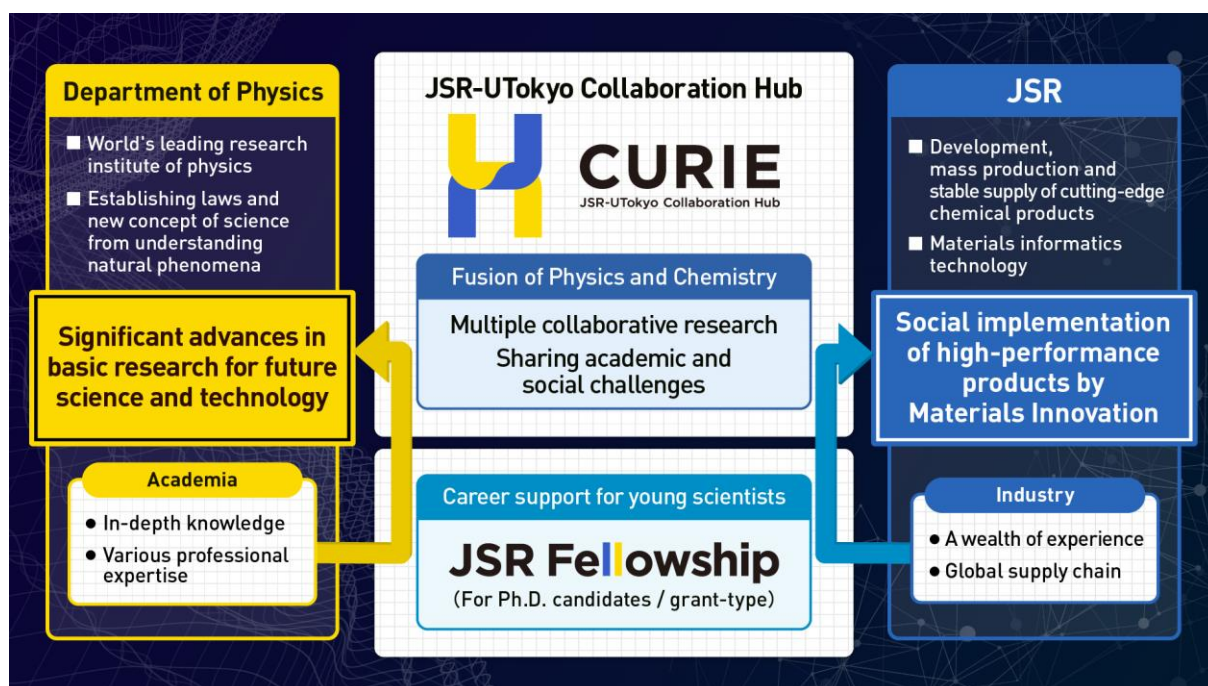 Department of Physics
■ World's leading research
institute of physics
■ Establishing laws and
new concept of science
from understanding
natural phenomena
Significant advances in
basic research for future
science and technology
Academia
● In-depth knowledge
● Various professional
expertise
JSR-UTokyo Collaboration Hub
CURIE
JSR-UTokyo Collaboration Hub
Fusion of Physics and Chemistry
Multiple collaborative research
Sharing academic and
social challenges
Career support for young scientists
JSR Fellowship
(For Ph.D. candidates / grant-type)
JSR
■ Development,
mass production and
stable supply of cutting-edge
chemical products
■ Materials informatics
technology
Social implementation
of high-performance
products by
Materials Innovation
Industry
● A wealth of experience
● Global supply chain